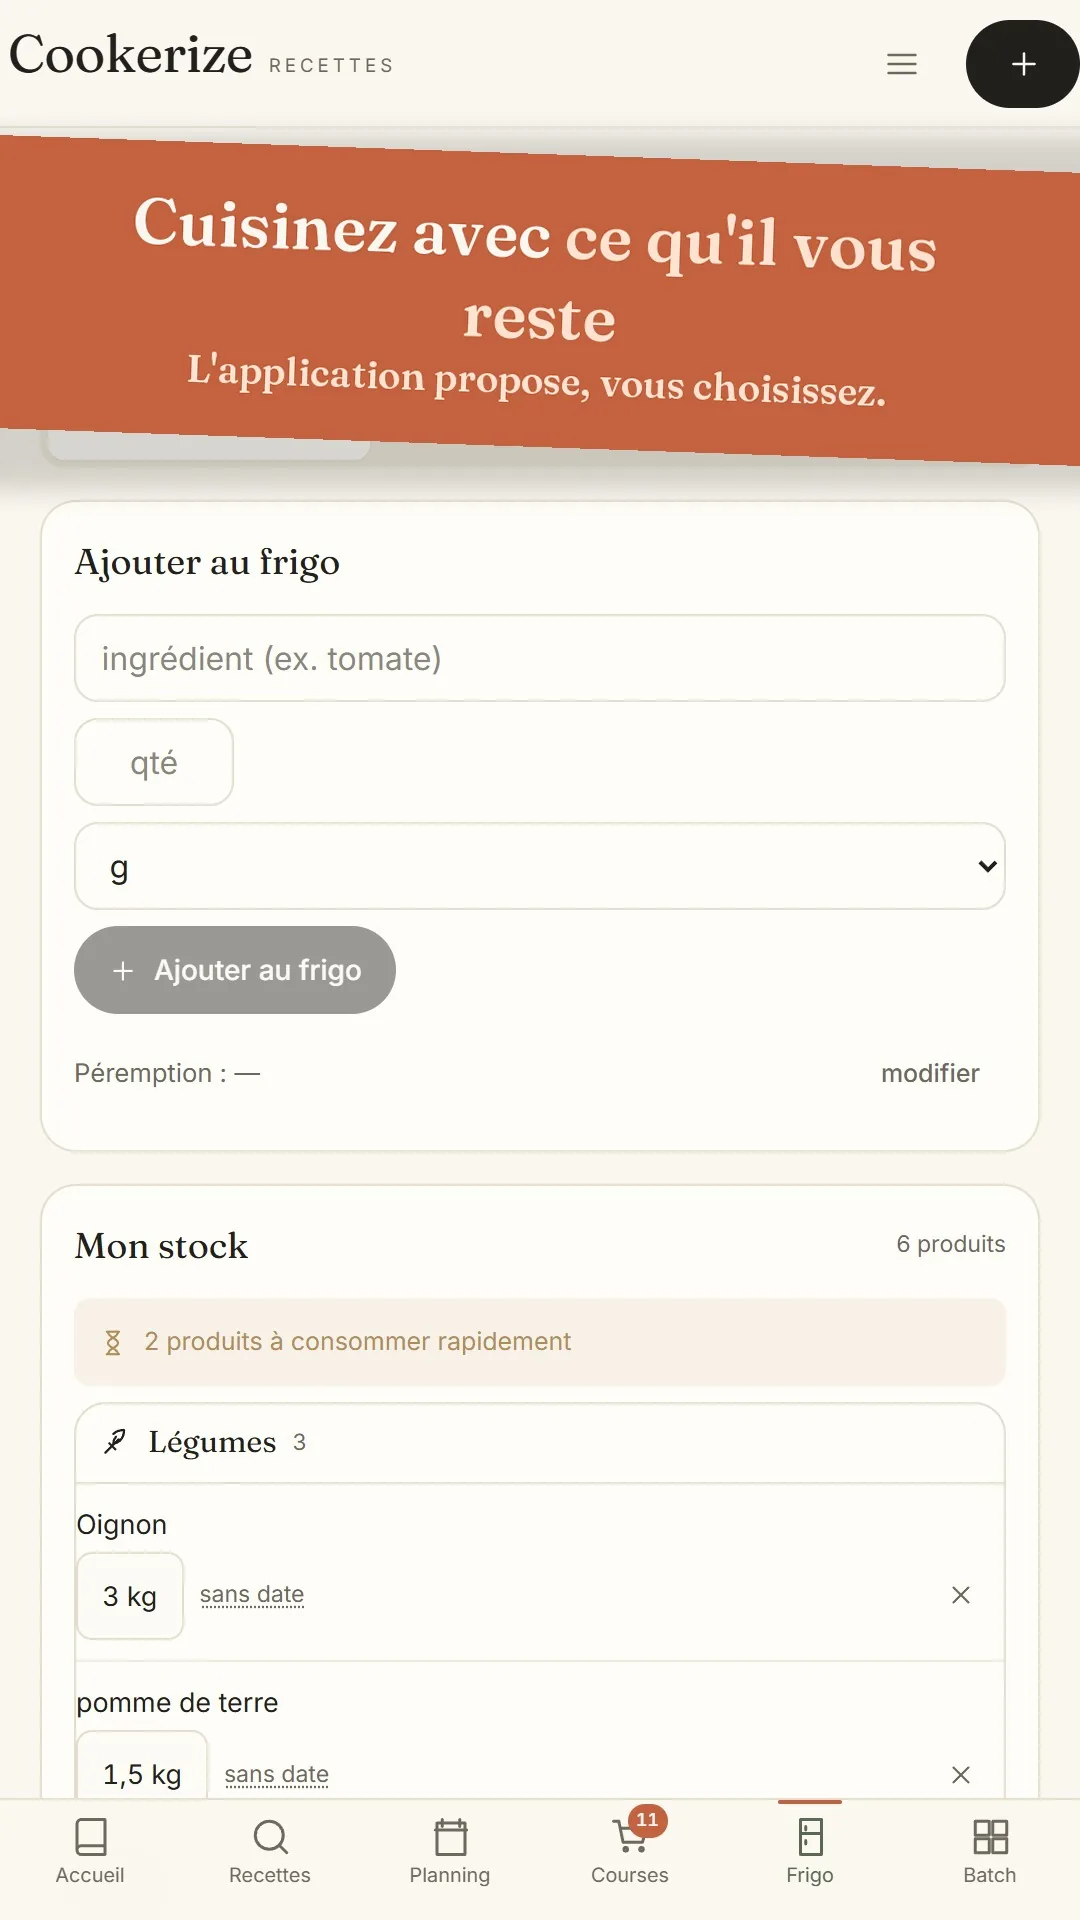 Cookerize RECETTES
Cuisinez avec ce qu'il vous
reste
L'application propose, vous choisissez.
Ajouter au frigo
ingrédient (ex. tomate)
qté
g
Ajouter au frigo
Péremption : —
modifier
Mon stock
6 produits
2 produits à consommer rapidement
Légumes 3
Oignon
3 kg sans date
pomme de terre
1,5 kg sans date
11
Accueil Recettes Planning Courses Frigo Batch